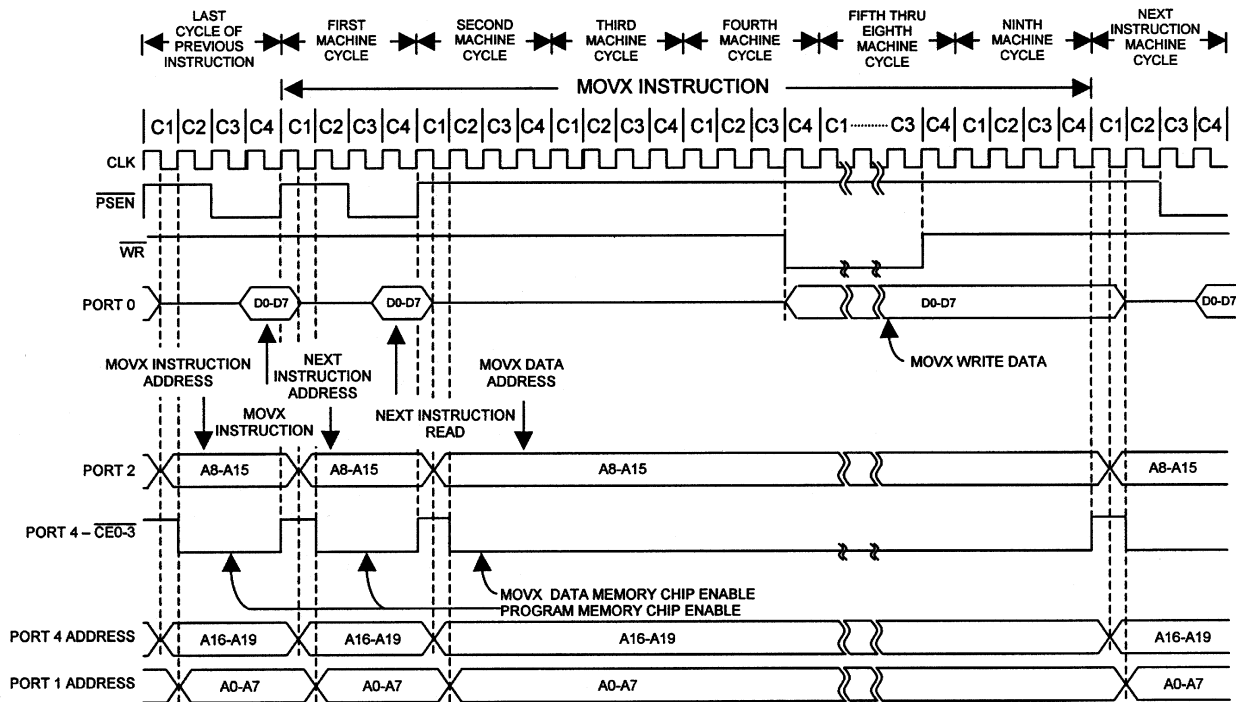 LAST CYCLE OF PREVIOUS INSTRUCTION
FIRST MACHINE CYCLE
SECOND MACHINE CYCLE
THIRD MACHINE CYCLE
FOURTH MACHINE CYCLE
FIFTH THRU EIGHTH MACHINE CYCLE
NINTH MACHINE CYCLE
NEXT INSTRUCTION MACHINE CYCLE
MOVX INSTRUCTION
C1 C2 C3 C4 C1 C2 C3 C4 C1 C2 C3 C4 C1 C2 C3 C4 C1 C2 C3 C4 C1 ......... C3 C4 C1 C2 C3 C4 C1 C2 C3 C4
CLK
PSEN
WR
PORT 0 D0-D7 D0-D7 D0-D7 D0-D7
MOVX INSTRUCTION ADDRESS
NEXT INSTRUCTION ADDRESS
MOVX DATA ADDRESS
MOVX WRITE DATA
MOVX INSTRUCTION
NEXT INSTRUCTION READ
PORT 2 A8-A15 A8-A15 A8-A15 A8-A15
PORT 4 – CE0-3
MOVX DATA MEMORY CHIP ENABLE
PROGRAM MEMORY CHIP ENABLE
PORT 4 ADDRESS A16-A19 A16-A19 A16-A19 A16-A19
PORT 1 ADDRESS A0-A7 A0-A7 A0-A7 A0-A7